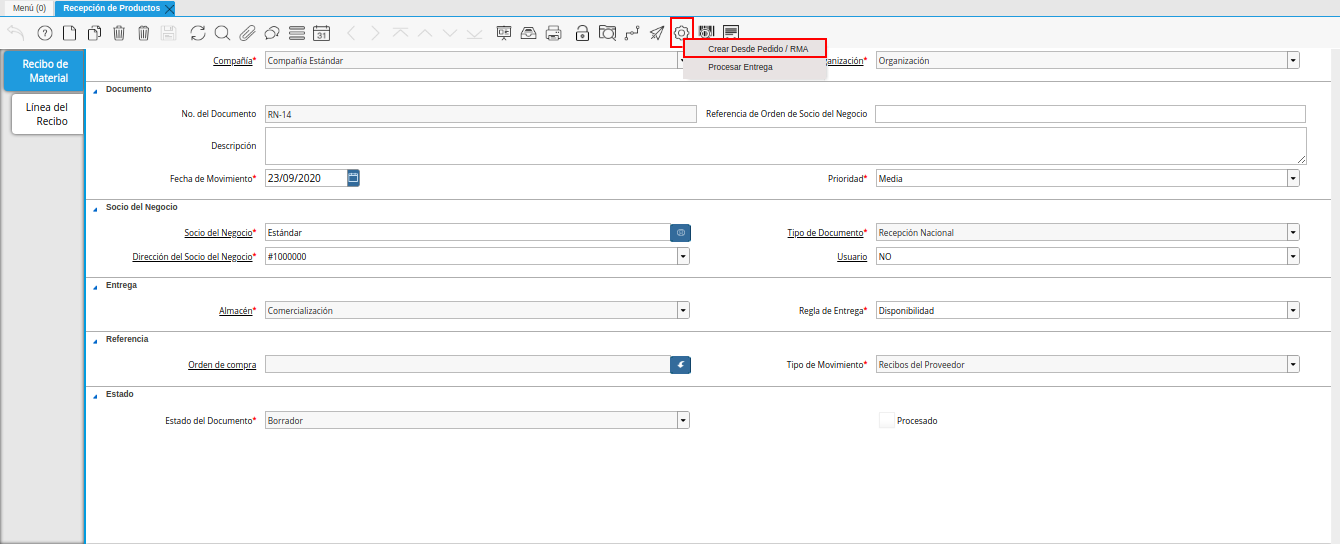 Menú (0)
Recepción de Productos
31
Crear Desde Pedido / RMA
Procesar Entrega
Recibo de
Material
Línea del
Recibo
Compañía* Compañía Estándar
anización* Organización
Documento
No. del Documento RN-14
Referencia de Orden de Socio del Negocio
Descripción
Fecha de Movimiento* 23/09/2020
Prioridad* Media
Socio del Negocio
Socio del Negocio* Estándar
Tipo de Documento* Recepción Nacional
Dirección del Socio del Negocio* #1000000
Usuario NO
Entrega
Almacén* Comercialización
Regla de Entrega* Disponibilidad
Referencia
Orden de compra
Tipo de Movimiento* Recibos del Proveedor
Estado
Estado del Documento* Borrador
Procesado